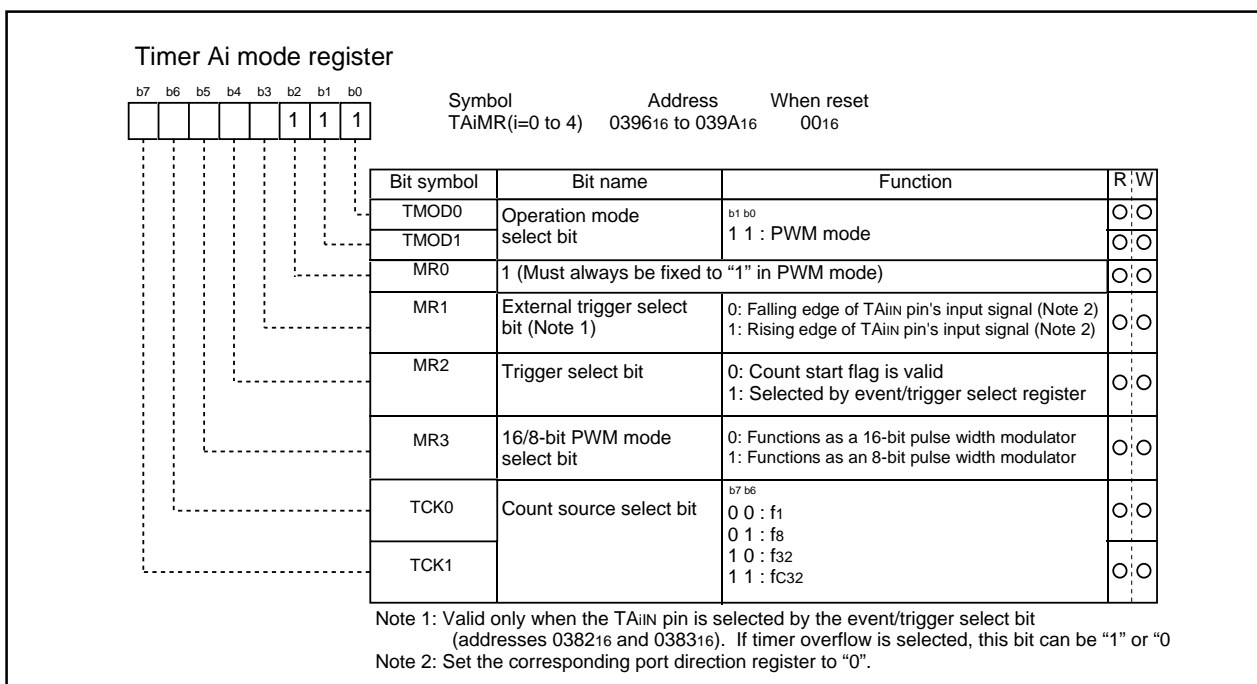 Timer Ai mode register
b7 b6 b5 b4 b3 b2 b1 b0
1 1 1
Symbol Address When reset
TAiMR(i=0 to 4) 039616 to 039A16 0016
Bit symbol Bit name Function R W
TMOD0
TMOD1
Operation mode
select bit
b1 b0
1 1 : PWM mode
MR0 1 (Must always be fixed to “1” in PWM mode)
MR1 External trigger select
bit (Note 1)
0: Falling edge of TAiIN pin's input signal (Note 2)
1: Rising edge of TAiIN pin's input signal (Note 2)
MR2 Trigger select bit
0: Count start flag is valid
1: Selected by event/trigger select register
MR3 16/8-bit PWM mode
select bit
0: Functions as a 16-bit pulse width modulator
1: Functions as an 8-bit pulse width modulator
TCK0
TCK1
Count source select bit
b7 b6
0 0 : f1
0 1 : f8
1 0 : f32
1 1 : fC32
Note 1: Valid only when the TAiIN pin is selected by the event/trigger select bit
(addresses 038216 and 038316). If timer overflow is selected, this bit can be “1” or “0
Note 2: Set the corresponding port direction register to “0”.